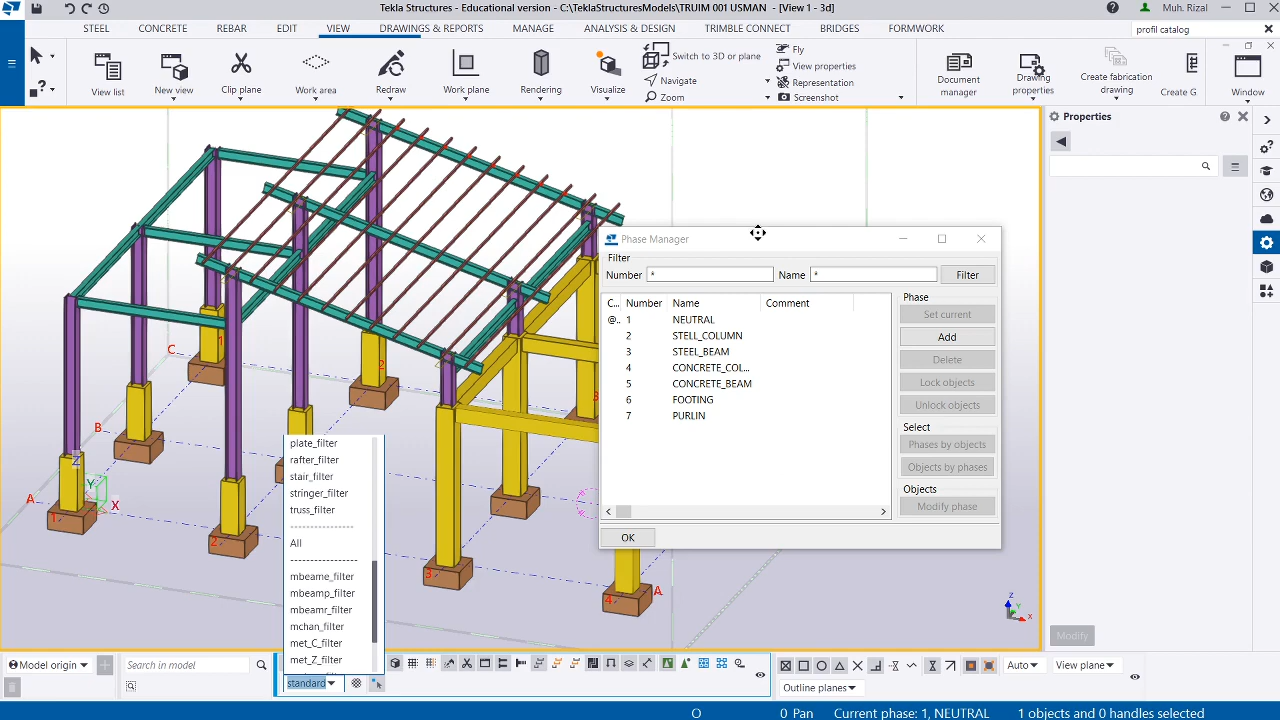 Tekla Structures - Educational version - C:\TeklaStructuresModels\TRUINING USMAN - [View 1 - 3d]
Muh. Rizal
STEEL CONCRETE REBAR EDIT VIEW DRAWINGS & REPORTS MANAGE ANALYSIS & DESIGN TRIMBLE CONNECT BRIDGES FORMWORK
profil catalog
View list
New view
Clip plane
Work area
Redraw
Work plane
Rendering
Visualize
Switch to 3D or plane
Navigate
Zoom
Fly
View properties
Representation
Screenshot
Document manager
Drawing properties
Create fabrication drawing
Create G
Window
Properties
Phase Manager
Filter
Number * Name * Filter
C... Number Name Comment
@.. 1 NEUTRAL
2 STELL_COLUMN
3 STEEL_BEAM
4 CONCRETE_COL...
5 CONCRETE_BEAM
6 FOOTING
7 PURLIN
Phase
Set current
Add
Delete
Lock objects
Unlock objects
Select
Phases by objects
Objects by phases
Objects
Modify phase
OK
C
B
A
1
2
3
Z
Y
X
1
2
3
4
A
plate_filter
rafter_filter
stair_filter
stringer_filter
truss_filter
All
mbeame_filter
mbeamp_filter
mbeamr_filter
mchan_filter
met_C_filter
met_Z_filter
standard
Modify
Model origin
Search in model
Auto
View plane
Outline planes
O 0 Pan Current phase: 1, NEUTRAL 1 objects and 0 handles selected